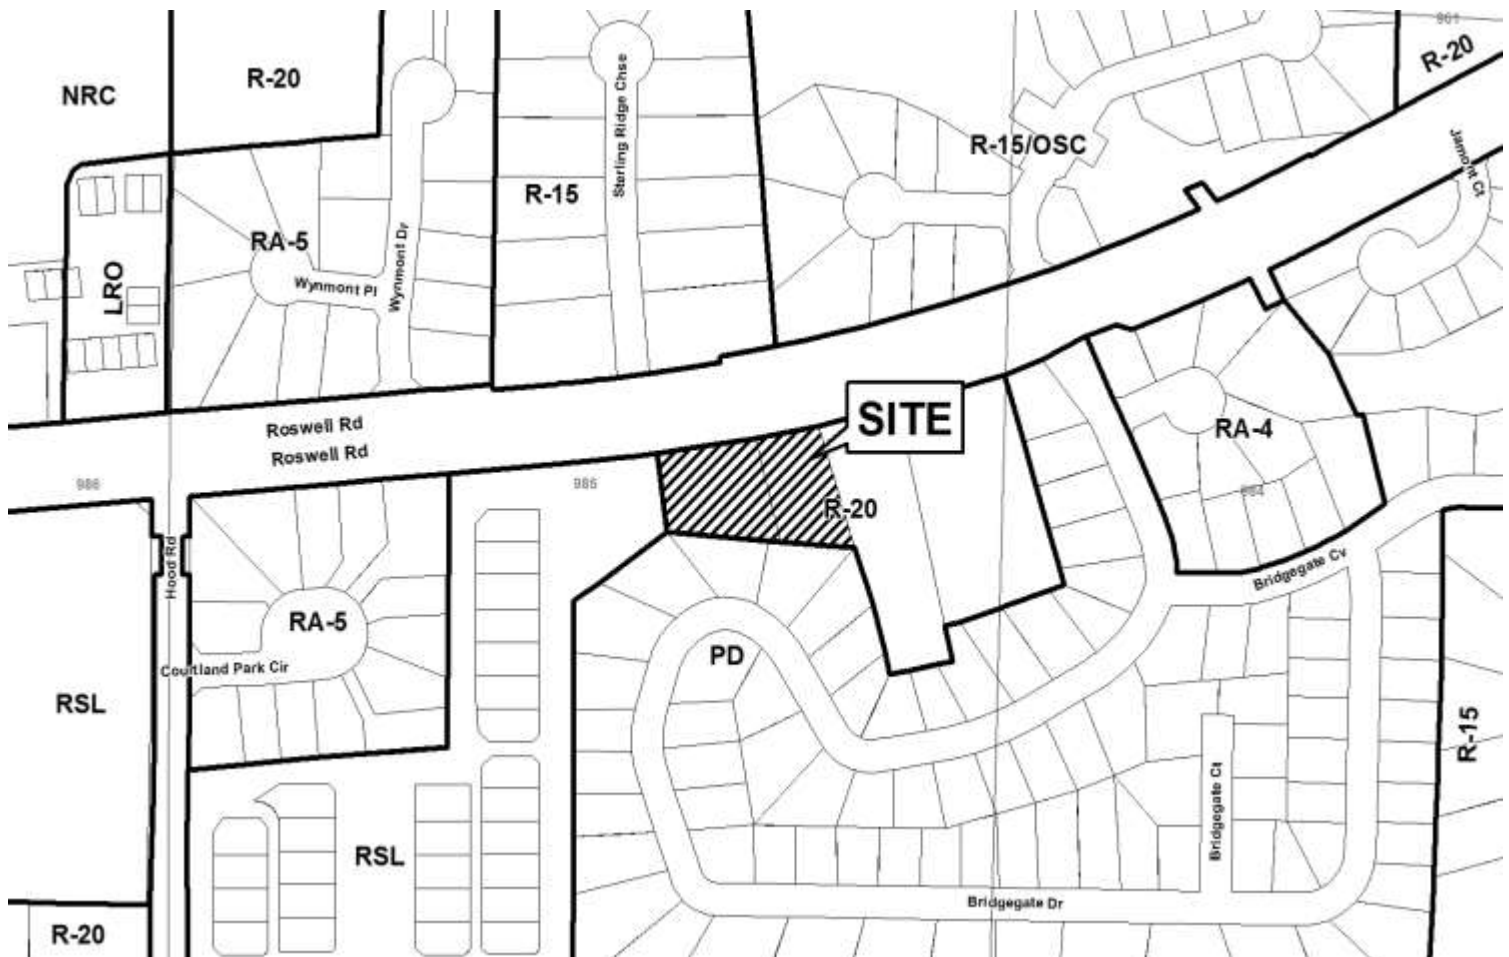 961
R-20
R-20
NRC
Sterling Ridge Chse
R-15/OSC
Jamont Ct
R-15
RA-5
Wynmont Dr
Wynmont Pl
LRO
SITE
Roswell Rd
RA-4
Roswell Rd
986
985
984
R-20
Hood Rd
Bridgegate Cv
RA-5
PD
Courtland Park Cir
RSL
R-15
Bridgegate Ct
RSL
Bridgegate Dr
R-20